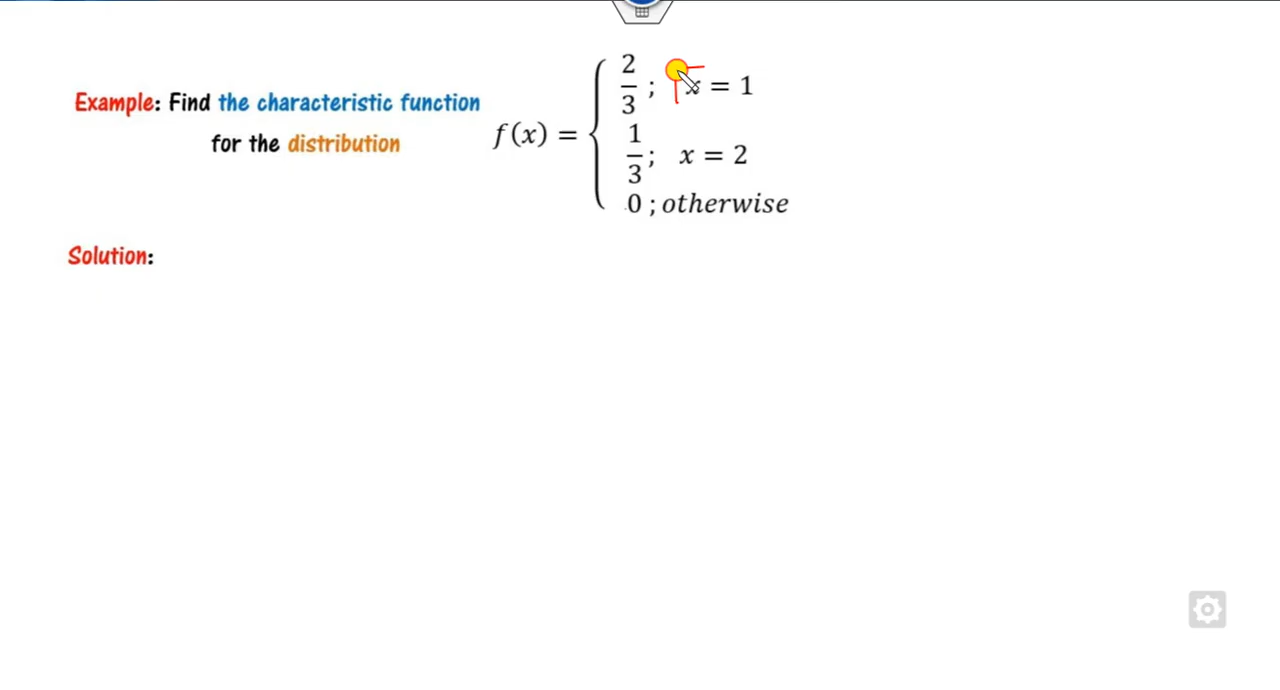 Example: Find the characteristic function
for the distribution
f(x) = { 2/3 ; x = 1
1/3 ; x = 2
0 ; otherwise
Solution: